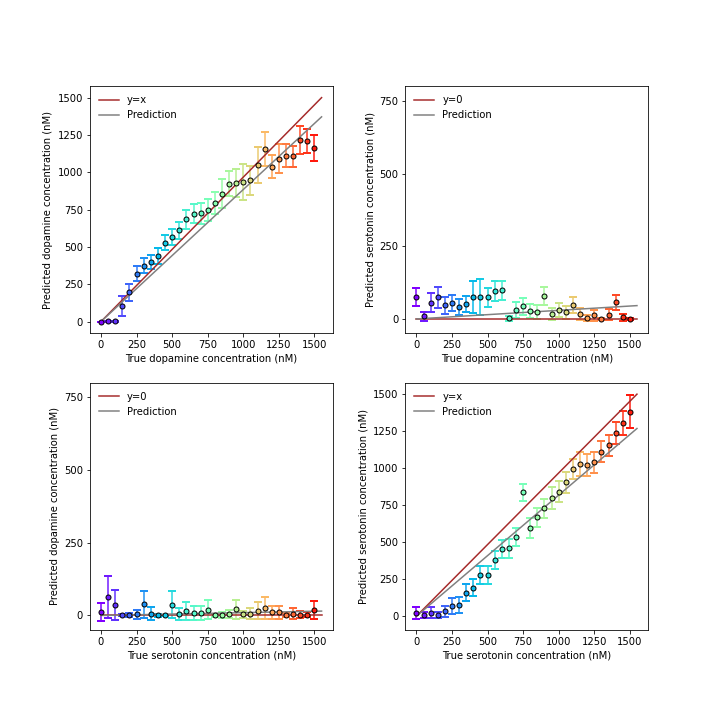 1500
1250
1000
750
500
250
0
Predicted dopamine concentration (nM)
y=x
Prediction
0 250 500 750 1000 1250 1500
True dopamine concentration (nM)
750
500
250
0
Predicted serotonin concentration (nM)
y=0
Prediction
0 250 500 750 1000 1250 1500
True dopamine concentration (nM)
750
500
250
0
Predicted dopamine concentration (nM)
y=0
Prediction
0 250 500 750 1000 1250 1500
True serotonin concentration (nM)
1500
1250
1000
750
500
250
0
Predicted serotonin concentration (nM)
y=x
Prediction
0 250 500 750 1000 1250 1500
True serotonin concentration (nM)